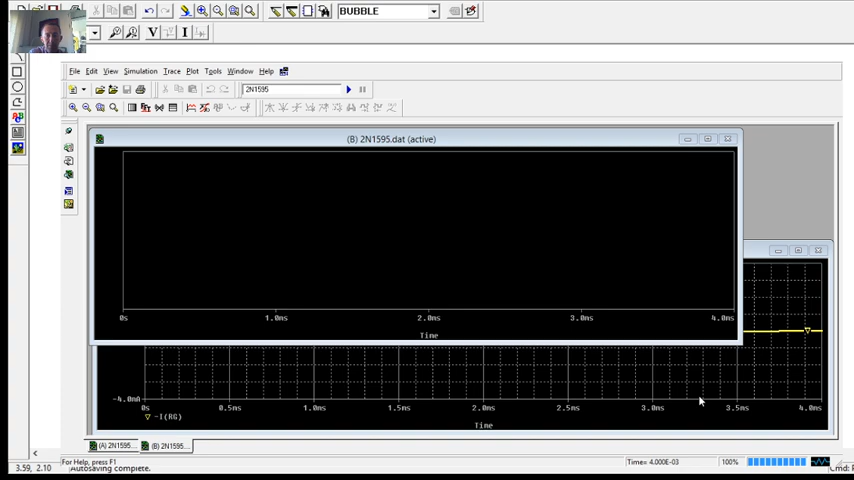 BUBBLE
V I
File Edit View Simulation Trace Plot Tools Window Help
2N1595
(B) 2N1595.dat (active)
0s 1.0ms 2.0ms 3.0ms 4.0ms
Time
-4.0mA
0s 0.5ms 1.0ms 1.5ms 2.0ms 2.5ms 3.0ms 3.5ms 4.0ms
-I(RG)
Time
(A) 2N1595... (B) 2N1595...
For Help, press F1 Time= 4.000E-03 100%
3.59, 2.10 Autosaving complete. Cmd: